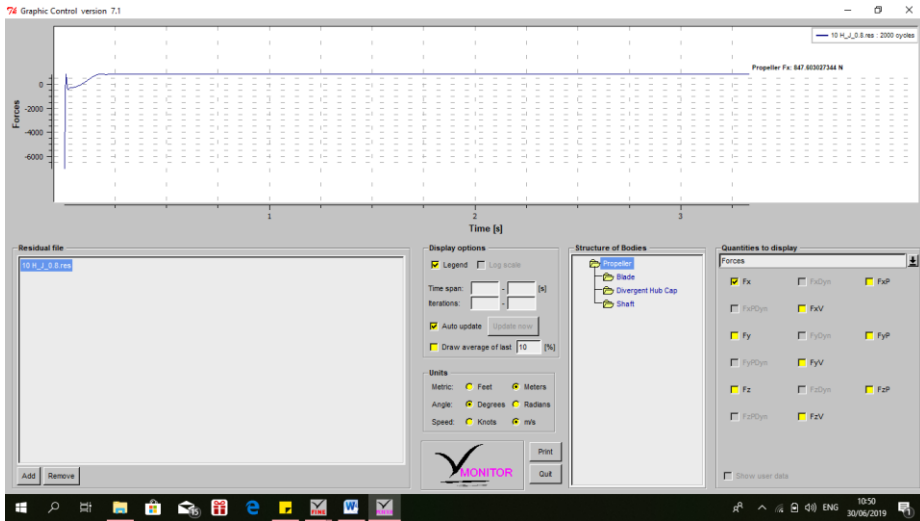 Graphic Control version 7.1
10 H_J_0.8.res : 2000 cycles
Propeller Fx: 847.603027344 N
Forces
0
-2000
-4000
-6000
1
2
3
Time [s]
Residual file
10 H_J_0.8.res
Add
Remove
Display options
Legend
Log scale
Time span:
-
[s]
Iterations:
-
Auto update
Update now
Draw average of last 10 [%]
Units
Metric: Feet Meters
Angle: Degrees Radians
Speed: Knots m/s
MONITOR
Print
Quit
Structure of Bodies
Propeller
Blade
Divergent Hub Cap
Shaft
Quantities to display
Forces
Fx FxDyn FxP
FxPDyn FxV
Fy FyDyn FyP
FyPDyn FyV
Fz FzDyn FzP
FzPDyn FzV
Show user data
ENG
10:50
30/06/2019